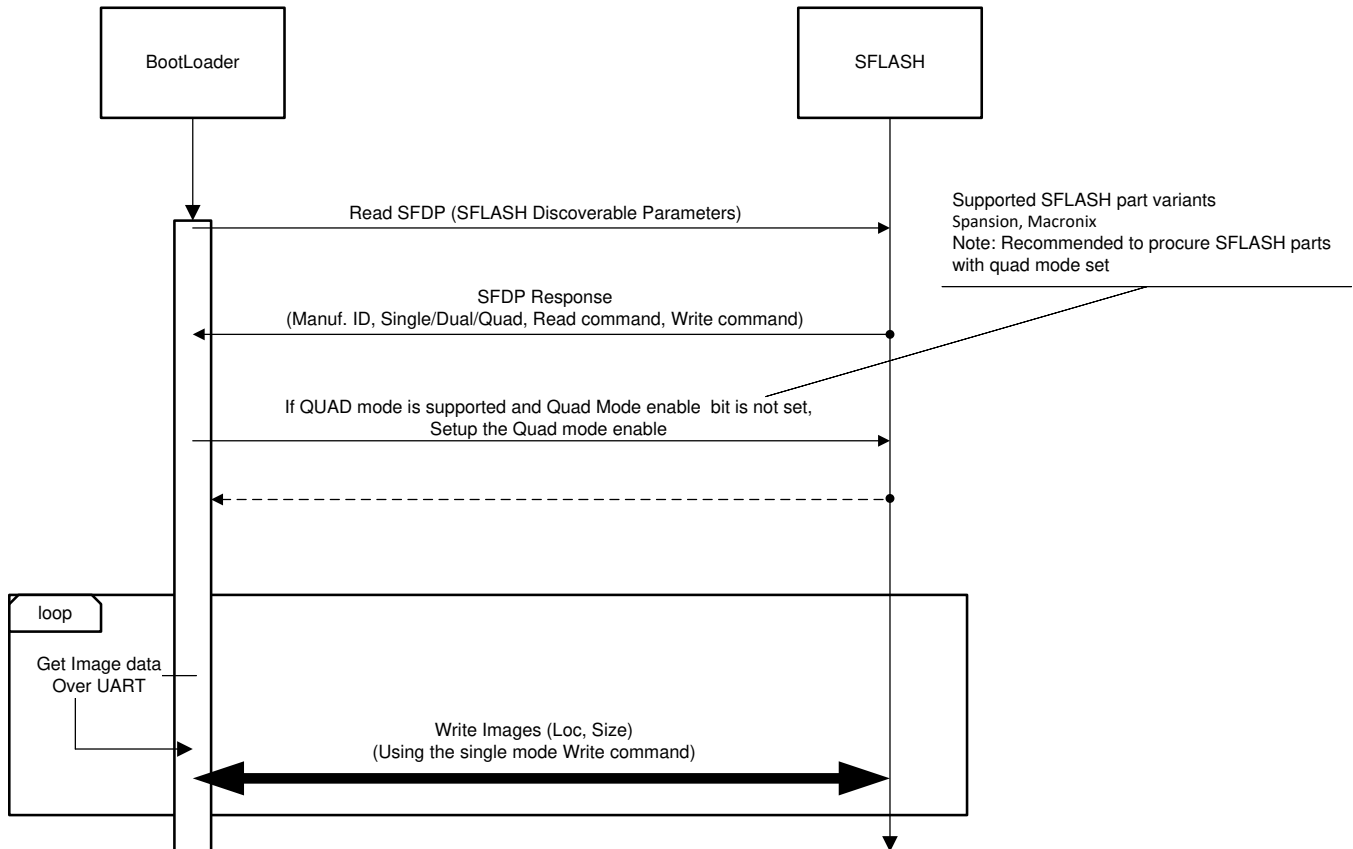 BootLoader
SFLASH
Read SFDP (SFLASH Discoverable Parameters)
Supported SFLASH part variants
Spansion, Macronix
Note: Recommended to procure SFLASH parts
with quad mode set
SFDP Response
(Manuf. ID, Single/Dual/Quad, Read command, Write command)
If QUAD mode is supported and Quad Mode enable  bit is not set,
Setup the Quad mode enable
loop
Get Image data
Over UART
Write Images (Loc, Size)
(Using the single mode Write command)